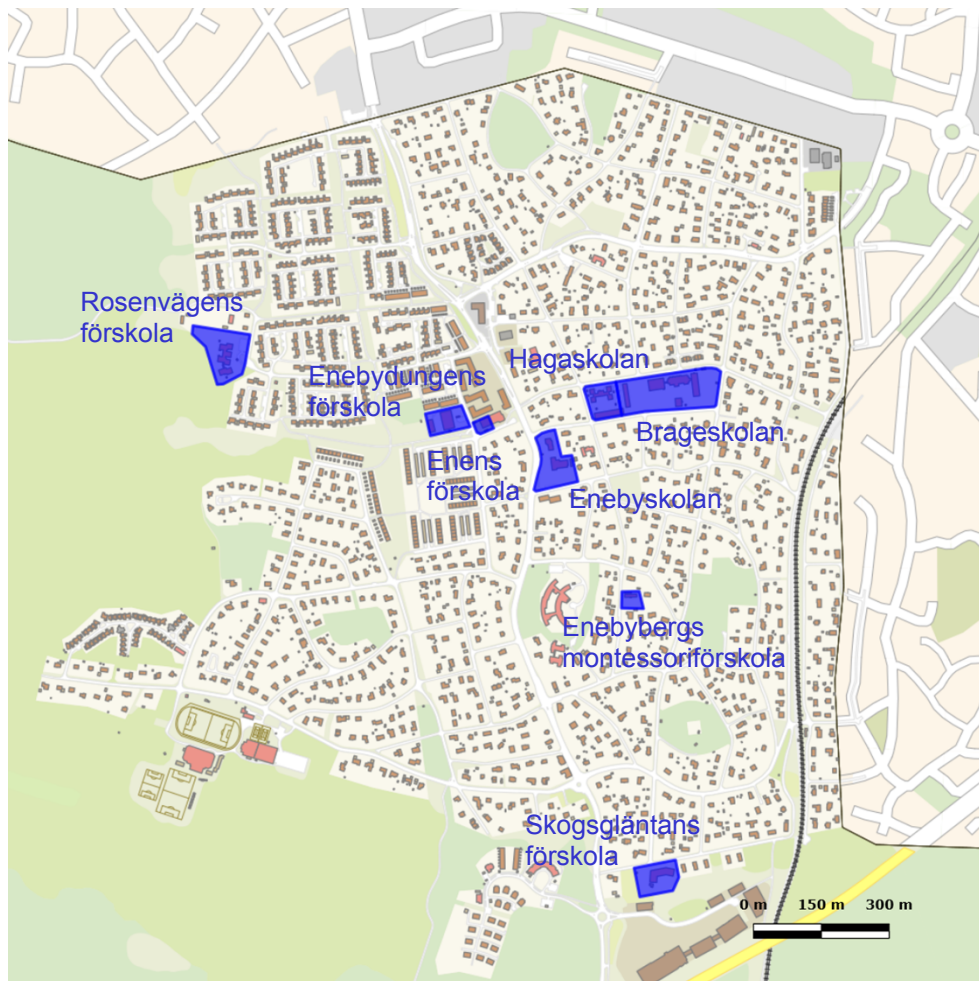 Rosenvägens
förskola
Enebydungens
förskola
Hagaskolan
Brageskolan
Enens
förskola
Enebyskolan
Enebybergs
montessoriförskola
Skogsgläntans
förskola
0 m 150 m 300 m